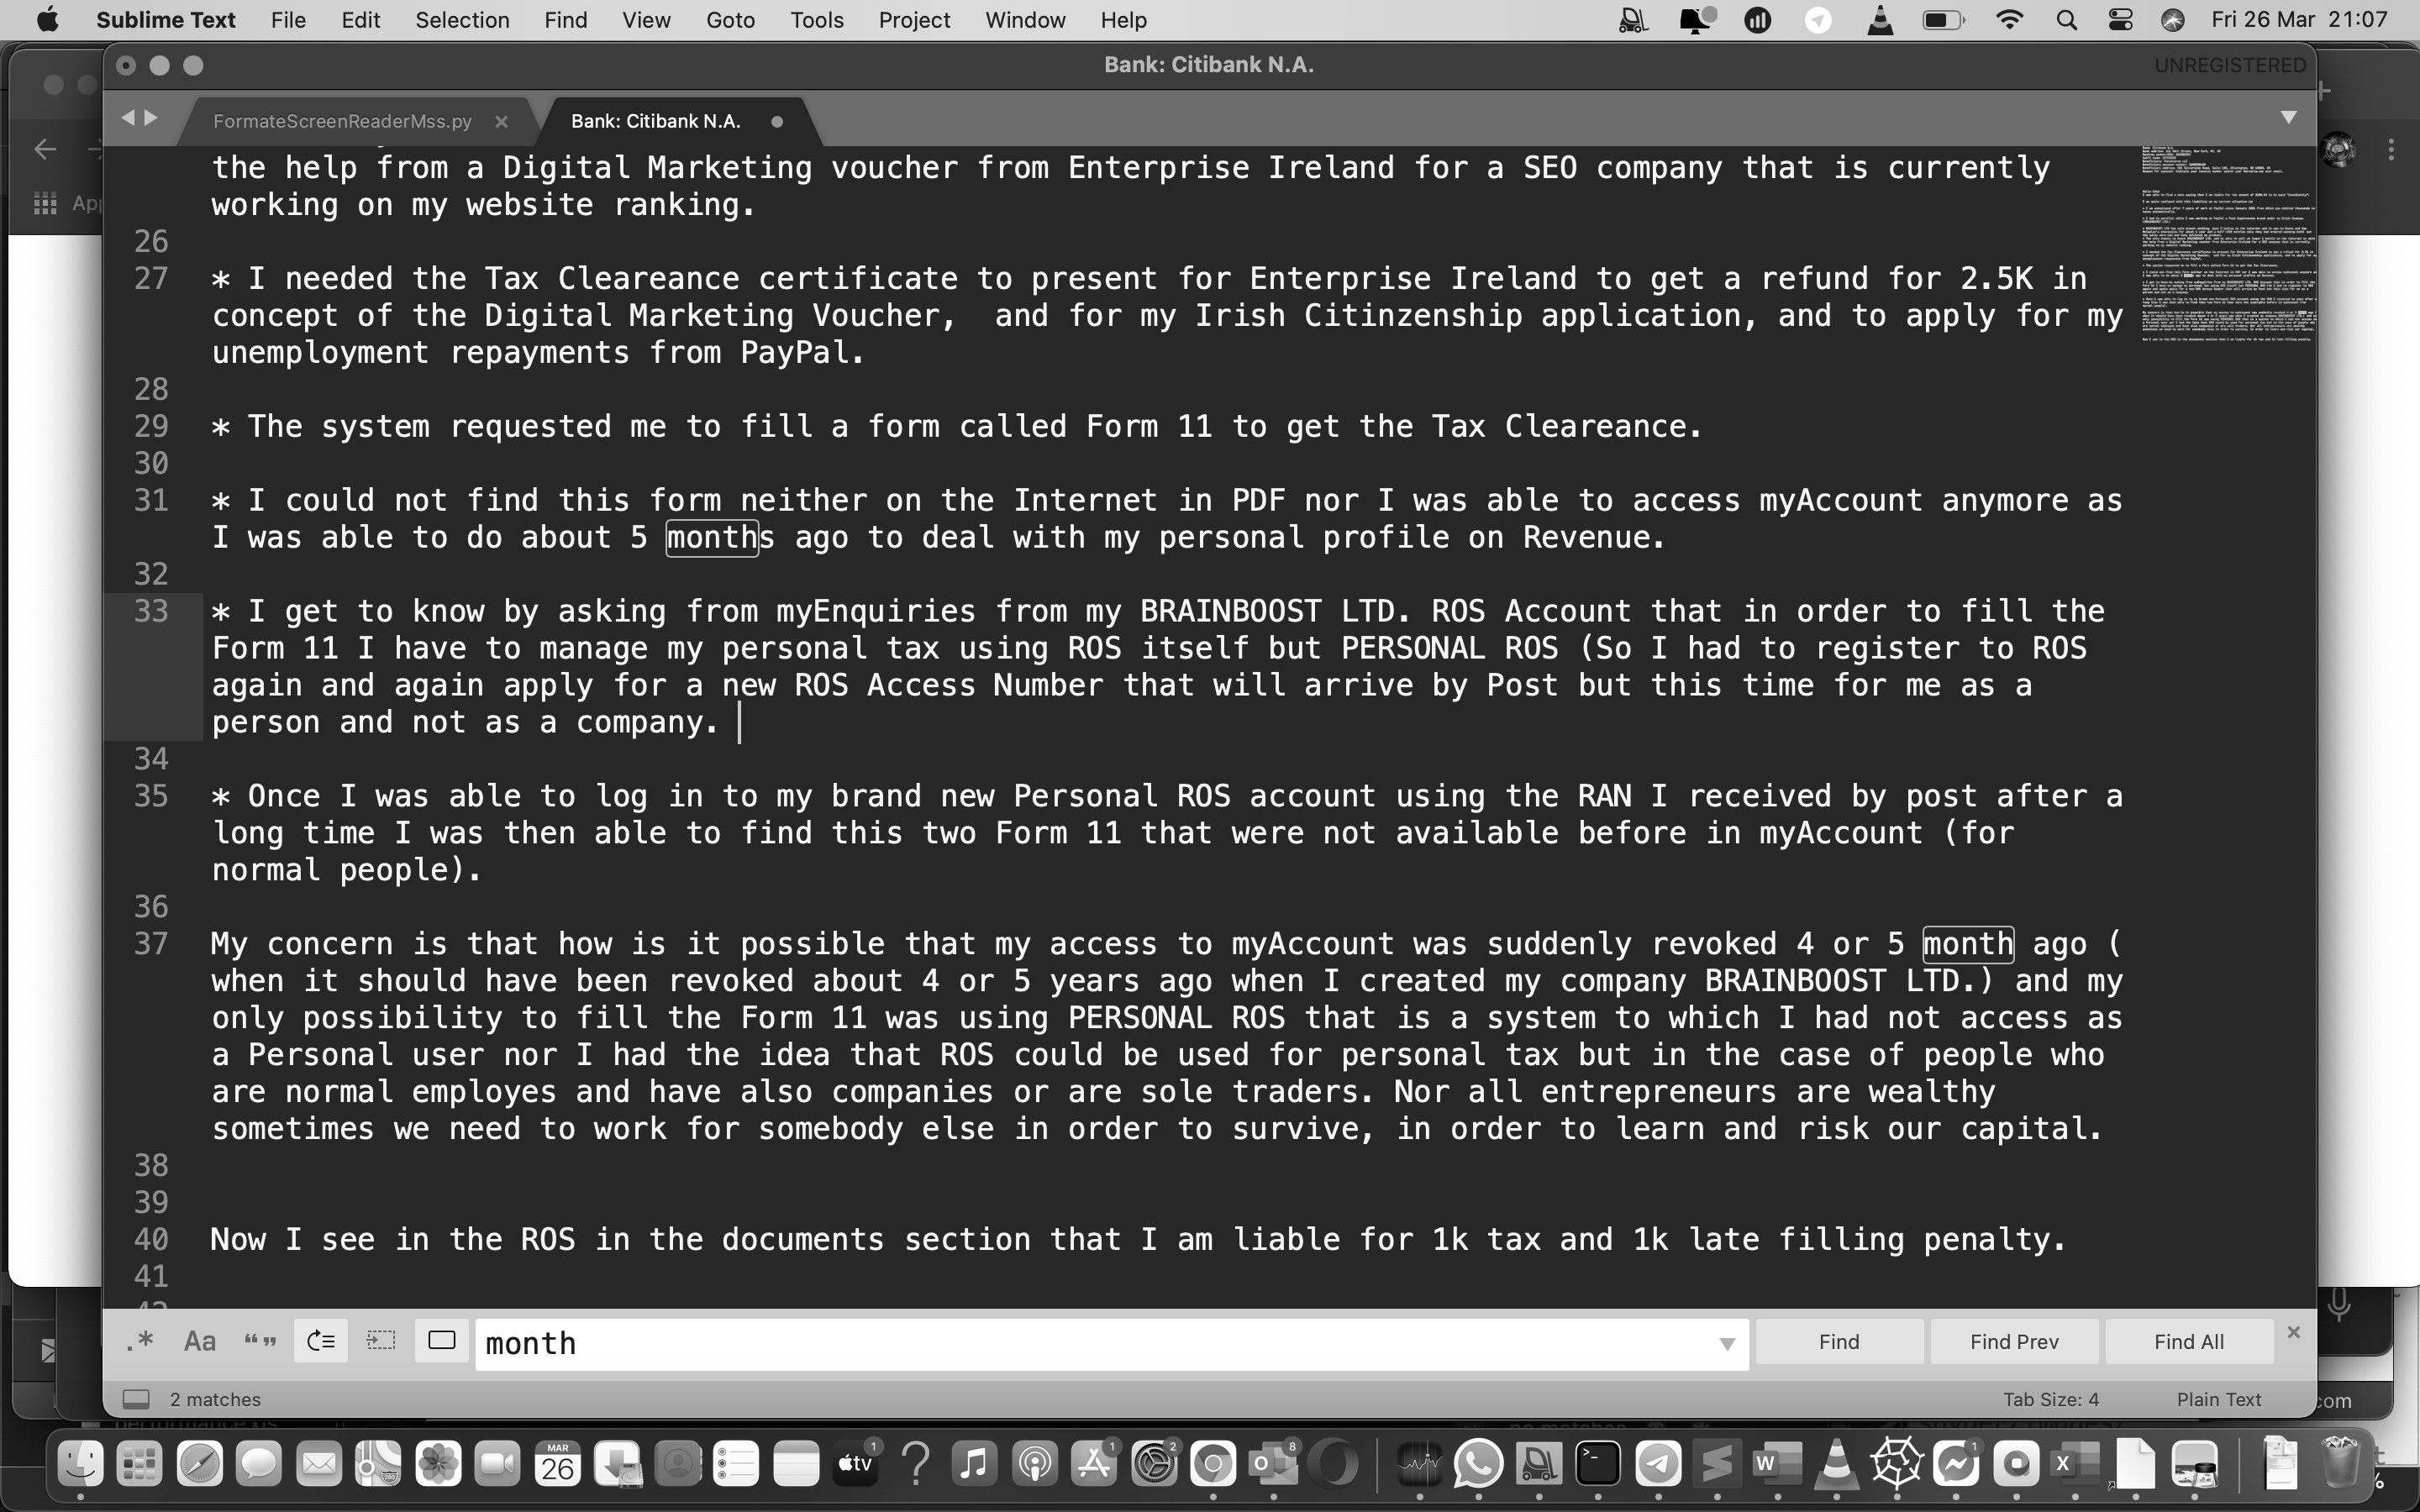 Sublime Text File Edit Selection Find View Goto Tools Project Window Help Fri 26 Mar 21:07
Bank: Citibank N.A. UNREGISTERED
FormateScreenReaderMss.py Bank: Citibank N.A.
the help from a Digital Marketing voucher from Enterprise Ireland for a SEO company that is currently
working on my website ranking.
26
27 * I needed the Tax Cleareance certificate to present for Enterprise Ireland to get a refund for 2.5K in
concept of the Digital Marketing Voucher,  and for my Irish Citinzenship application, and to apply for my
unemployment repayments from PayPal.
28
29 * The system requested me to fill a form called Form 11 to get the Tax Cleareance.
30
31 * I could not find this form neither on the Internet in PDF nor I was able to access myAccount anymore as
I was able to do about 5 months ago to deal with my personal profile on Revenue.
32
33 * I get to know by asking from myEnquiries from my BRAINBOOST LTD. ROS Account that in order to fill the
Form 11 I have to manage my personal tax using ROS itself but PERSONAL ROS (So I had to register to ROS
again and again apply for a new ROS Access Number that will arrive by Post but this time for me as a
person and not as a company.
34
35 * Once I was able to log in to my brand new Personal ROS account using the RAN I received by post after a
long time I was then able to find this two Form 11 that were not available before in myAccount (for
normal people).
36
37 My concern is that how is it possible that my access to myAccount was suddenly revoked 4 or 5 month ago (
when it should have been revoked about 4 or 5 years ago when I created my company BRAINBOOST LTD.) and my
only possibility to fill the Form 11 was using PERSONAL ROS that is a system to which I had not access as
a Personal user nor I had the idea that ROS could be used for personal tax but in the case of people who
are normal employes and have also companies or are sole traders. Nor all entrepreneurs are wealthy
sometimes we need to work for somebody else in order to survive, in order to learn and risk our capital.
38
39
40 Now I see in the ROS in the documents section that I am liable for 1k tax and 1k late filling penalty.
41
.* Aa “” month Find Find Prev Find All
2 matches Tab Size: 4 Plain Text